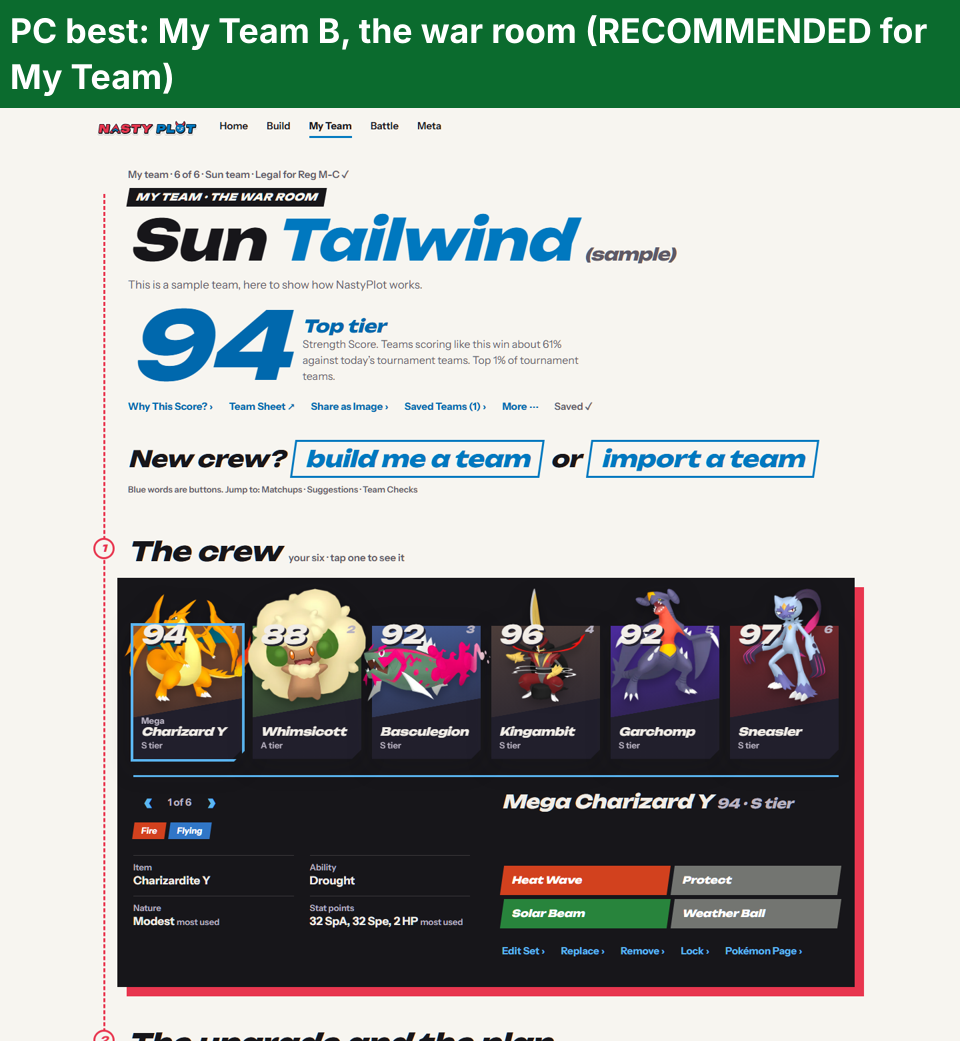 PC best: My Team B, the war room (RECOMMENDED for
My Team)
NASTY PLOT
Home Build My Team Battle Meta
My team · 6 of 6 · Sun team · Legal for Reg M-C ✓
MY TEAM · THE WAR ROOM
Sun Tailwind (sample)
This is a sample team, here to show how NastyPlot works.
94
Top tier
Strength Score. Teams scoring like this win about 61%
against today's tournament teams. Top 1% of tournament
teams.
Why This Score? › Team Sheet ↗ Share as Image › Saved Teams (1) › More ··· Saved ✓
New crew? build me a team or import a team
Blue words are buttons. Jump to: Matchups · Suggestions · Team Checks
1 The crew your six · tap one to see it
94 88 2 92 3 96 4 92 5 97 6
Mega
Charizard Y Whimsicott Basculegion Kingambit Garchomp Sneasler
S tier A tier S tier S tier S tier S tier
❮ 1 of 6 ❯
Mega Charizard Y 94 · S tier
Fire Flying
Item Ability
Charizardite Y Drought
Nature Stat points
Modest most used 32 SpA, 32 Spe, 2 HP most used
Heat Wave Protect
Solar Beam Weather Ball
Edit Set › Replace › Remove › Lock › Pokémon Page ›
2 The upgrade and the plan